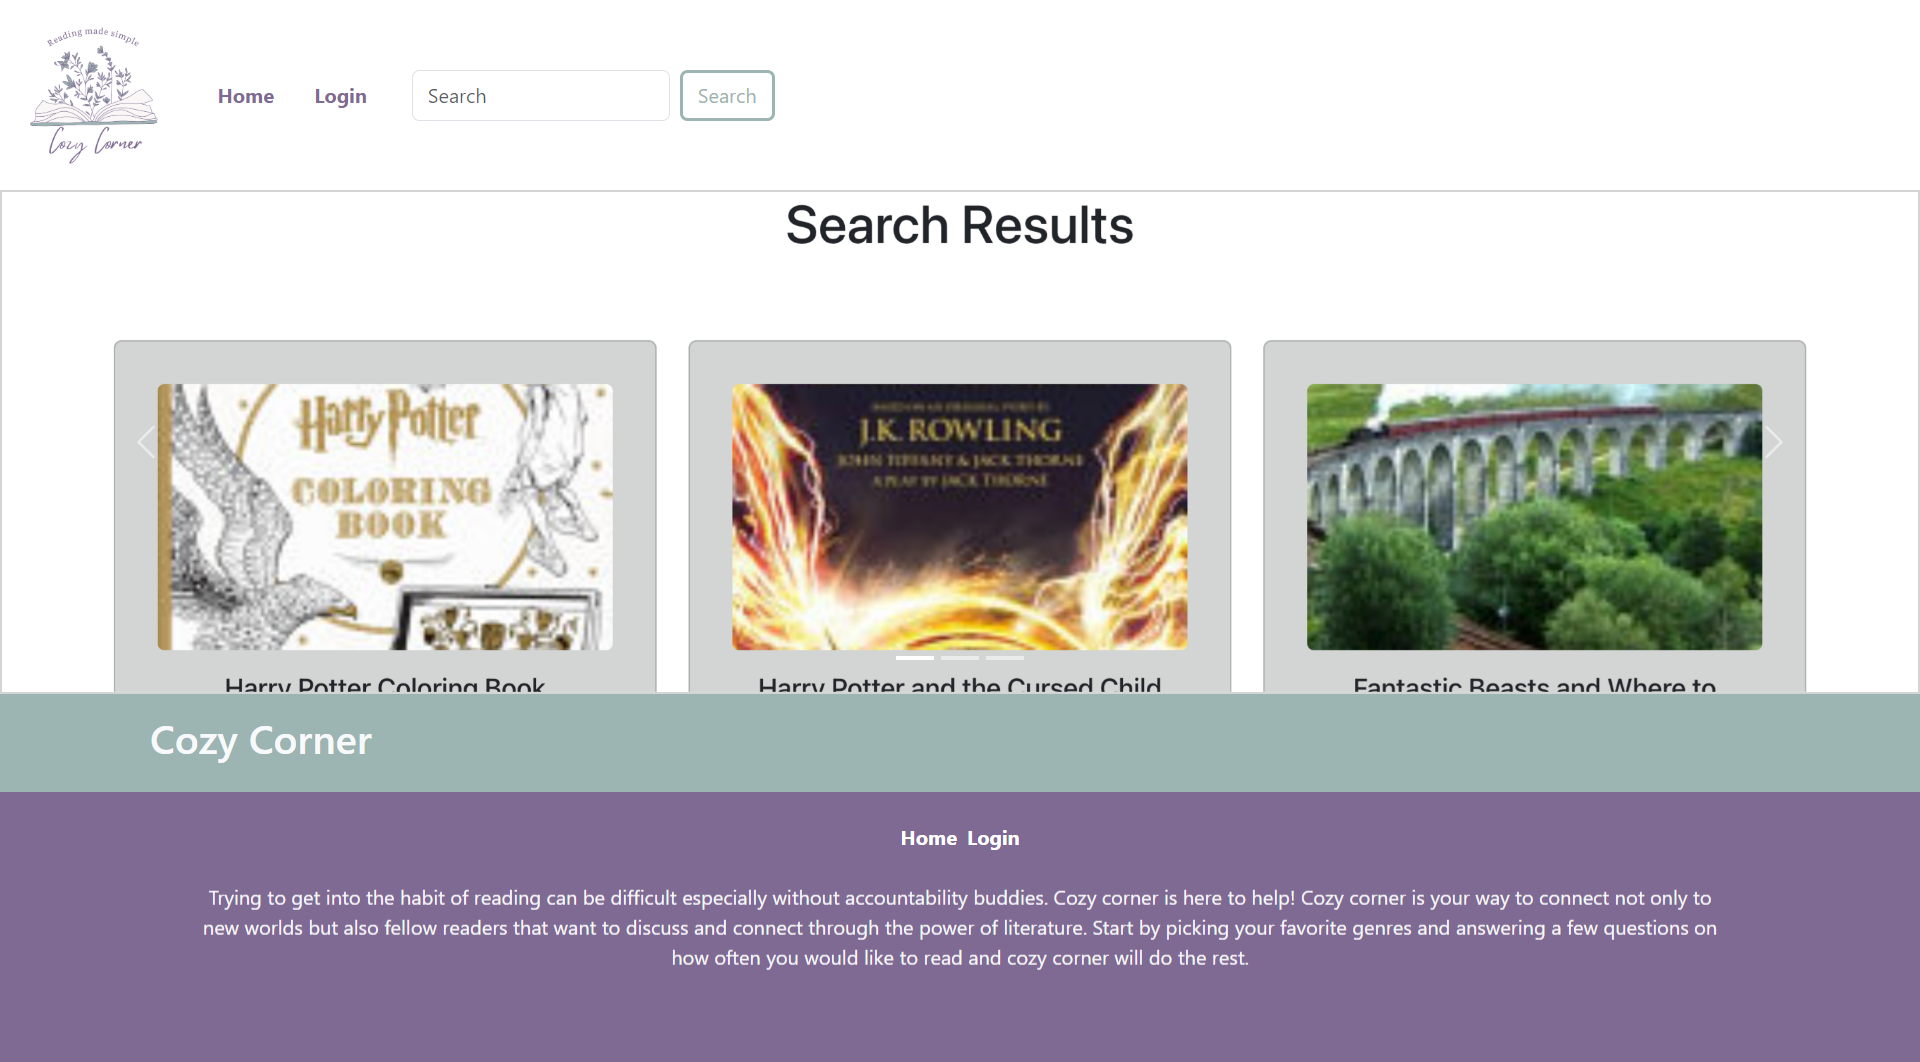 Reading made simple
Cozy Corner
Home Login Search Search
Search Results
Harry Potter
COLORING
BOOK
BASED ON AN ORIGINAL STORY BY
J.K. ROWLING
JOHN TIFFANY & JACK THORNE
A PLAY BY JACK THORNE
Harry Potter Coloring Book
Harry Potter and the Cursed Child
Fantastic Beasts and Where to
Cozy Corner
Home Login
Trying to get into the habit of reading can be difficult especially without accountability buddies. Cozy corner is here to help! Cozy corner is your way to connect not only to
new worlds but also fellow readers that want to discuss and connect through the power of literature. Start by picking your favorite genres and answering a few questions on
how often you would like to read and cozy corner will do the rest.